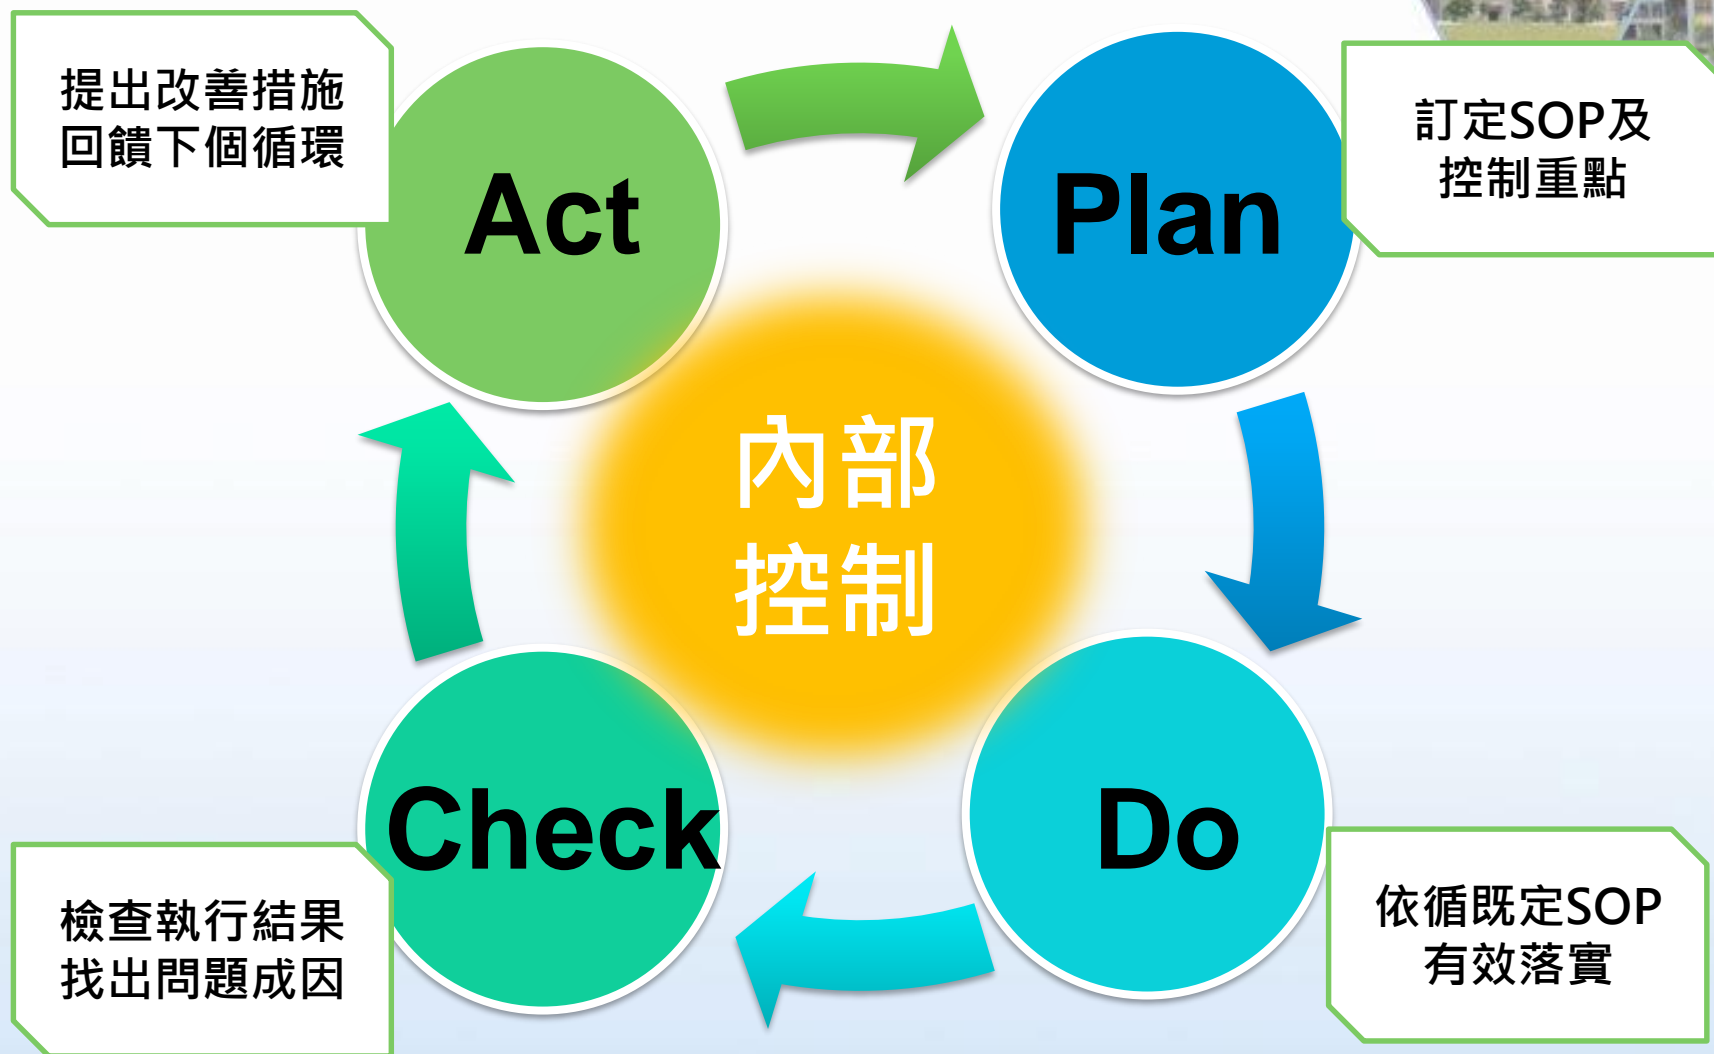 提出改善措施
回饋下個循環
Act
Plan
訂定SOP及
控制重點
內部
控制
Check
檢查執行結果
找出問題成因
Do
依循既定SOP
有效落實